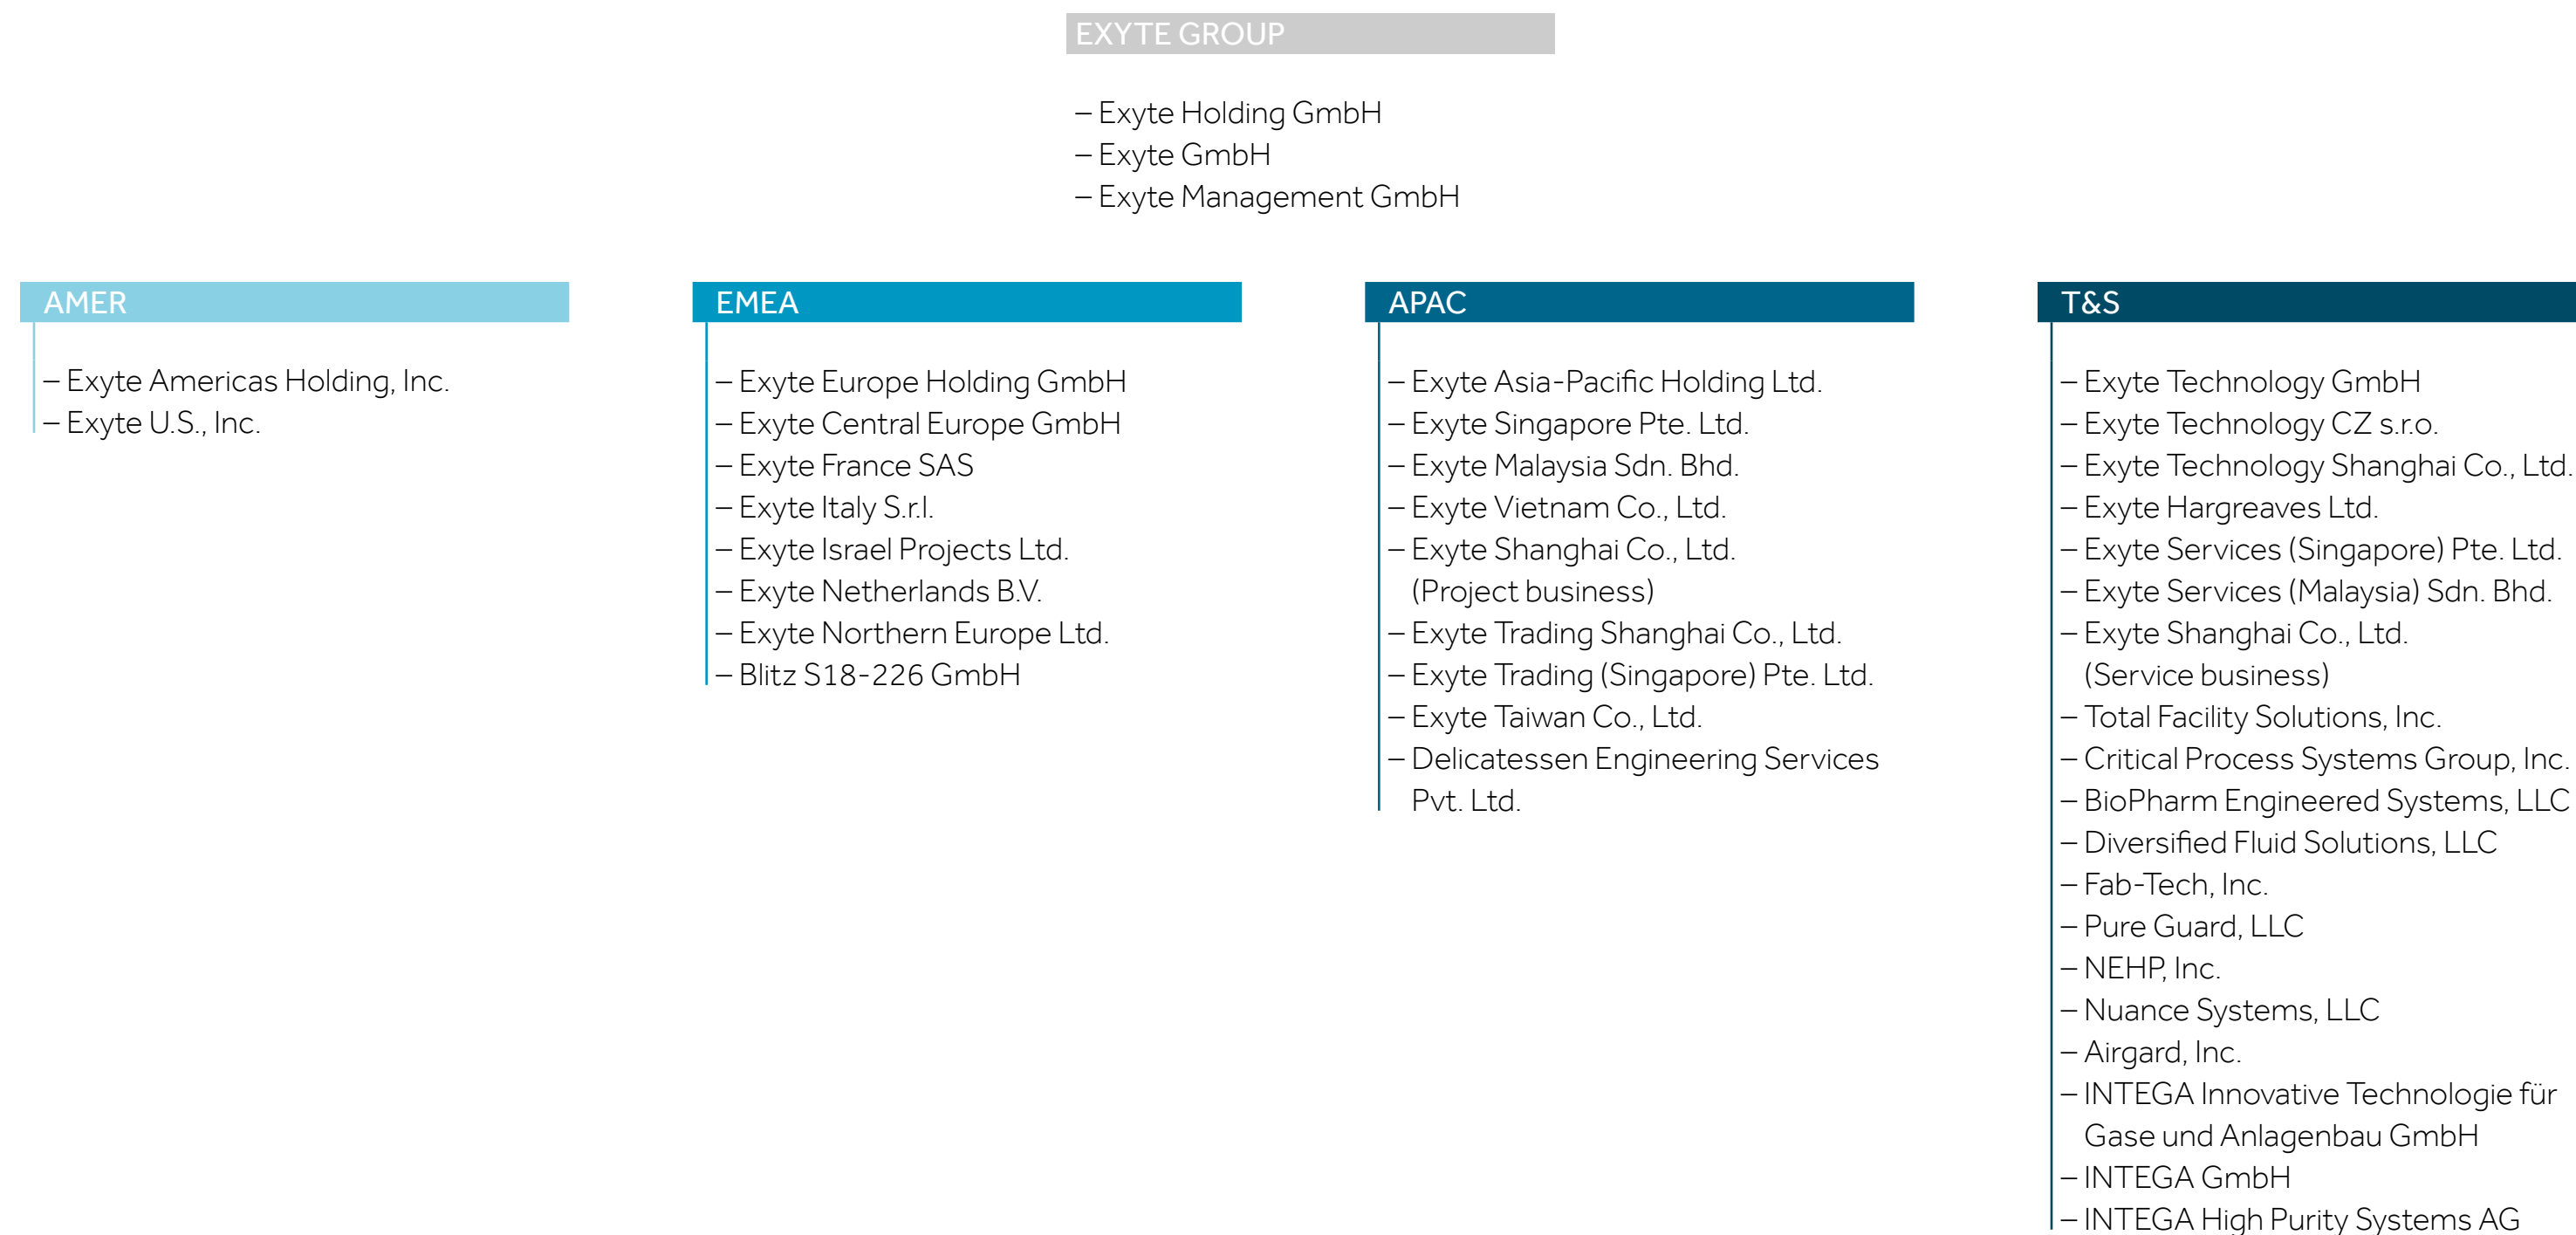 EXYTE GROUP
– Exyte Holding GmbH
– Exyte GmbH
– Exyte Management GmbH
AMER
– Exyte Americas Holding, Inc.
– Exyte U.S., Inc.
EMEA
– Exyte Europe Holding GmbH
– Exyte Central Europe GmbH
– Exyte France SAS
– Exyte Italy S.r.l.
– Exyte Israel Projects Ltd.
– Exyte Netherlands B.V.
– Exyte Northern Europe Ltd.
– Blitz S18-226 GmbH
APAC
– Exyte Asia-Pacific Holding Ltd.
– Exyte Singapore Pte. Ltd.
– Exyte Malaysia Sdn. Bhd.
– Exyte Vietnam Co., Ltd.
– Exyte Shanghai Co., Ltd.
(Project business)
– Exyte Trading Shanghai Co., Ltd.
– Exyte Trading (Singapore) Pte. Ltd.
– Exyte Taiwan Co., Ltd.
– Delicatessen Engineering Services
Pvt. Ltd.
T&S
– Exyte Technology GmbH
– Exyte Technology CZ s.r.o.
– Exyte Technology Shanghai Co., Ltd.
– Exyte Hargreaves Ltd.
– Exyte Services (Singapore) Pte. Ltd.
– Exyte Services (Malaysia) Sdn. Bhd.
– Exyte Shanghai Co., Ltd.
(Service business)
– Total Facility Solutions, Inc.
– Critical Process Systems Group, Inc.
– BioPharm Engineered Systems, LLC
– Diversified Fluid Solutions, LLC
– Fab-Tech, Inc.
– Pure Guard, LLC
– NEHP, Inc.
– Nuance Systems, LLC
– Airgard, Inc.
– INTEGA Innovative Technologie für
Gase und Anlagenbau GmbH
– INTEGA GmbH
– INTEGA High Purity Systems AG